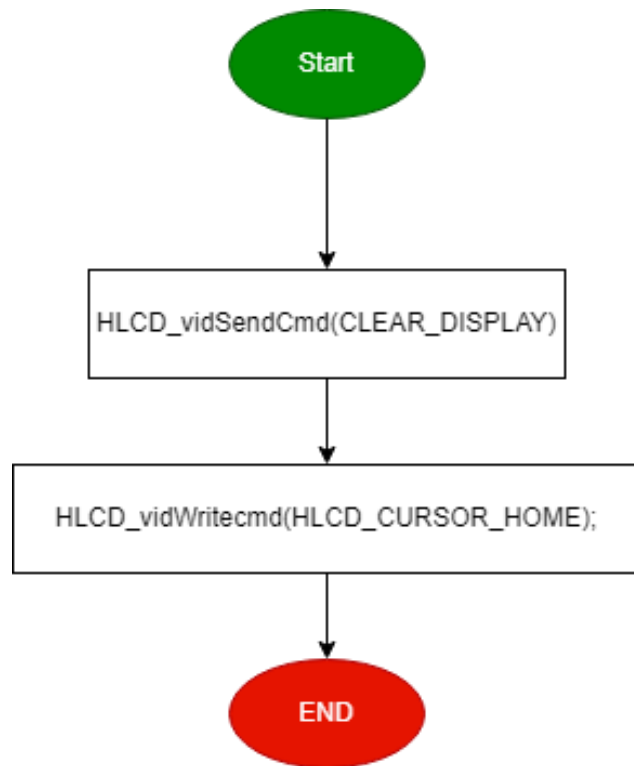 Start
HLCD_vidSendCmd(CLEAR_DISPLAY)
HLCD_vidWritecmd(HLCD_CURSOR_HOME);
END